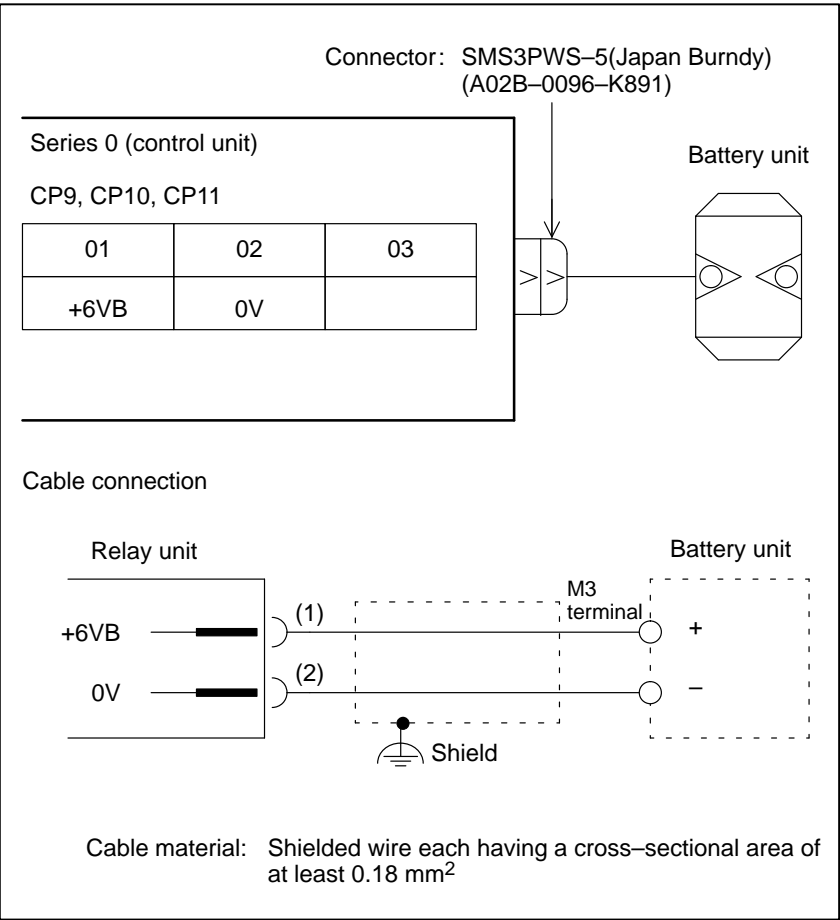 Connector: SMS3PWS–5(Japan Burndy)
(A02B–0096–K891)
Series 0 (control unit)
Battery unit
CP9, CP10, CP11
01 02 03
+6VB 0V
Cable connection
Relay unit
Battery unit
M3
terminal
+6VB (1) +
0V (2) –
Shield
Cable material: Shielded wire each having a cross–sectional area of
at least 0.18 mm2